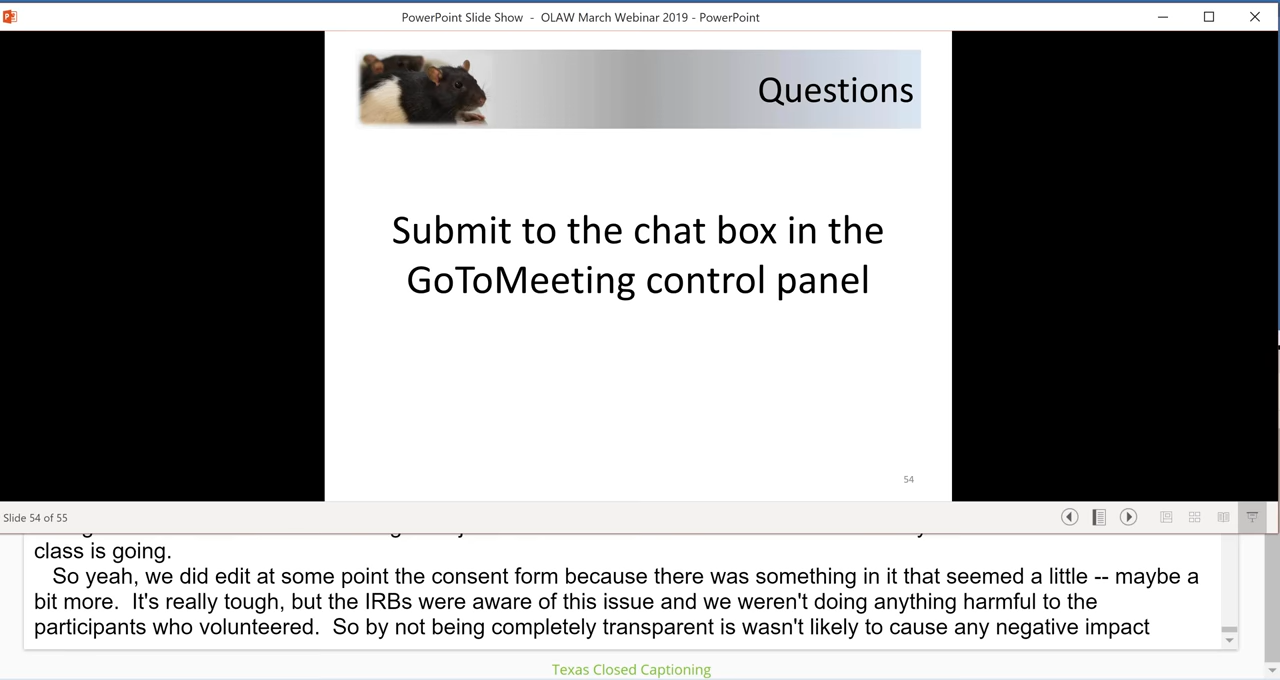 PowerPoint Slide Show - OLAW March Webinar 2019 - PowerPoint
Questions
Submit to the chat box in the
GoToMeeting control panel
54
Slide 54 of 55
class is going.
So yeah, we did edit at some point the consent form because there was something in it that seemed a little -- maybe a
bit more. It's really tough, but the IRBs were aware of this issue and we weren't doing anything harmful to the
participants who volunteered. So by not being completely transparent is wasn't likely to cause any negative impact
Texas Closed Captioning